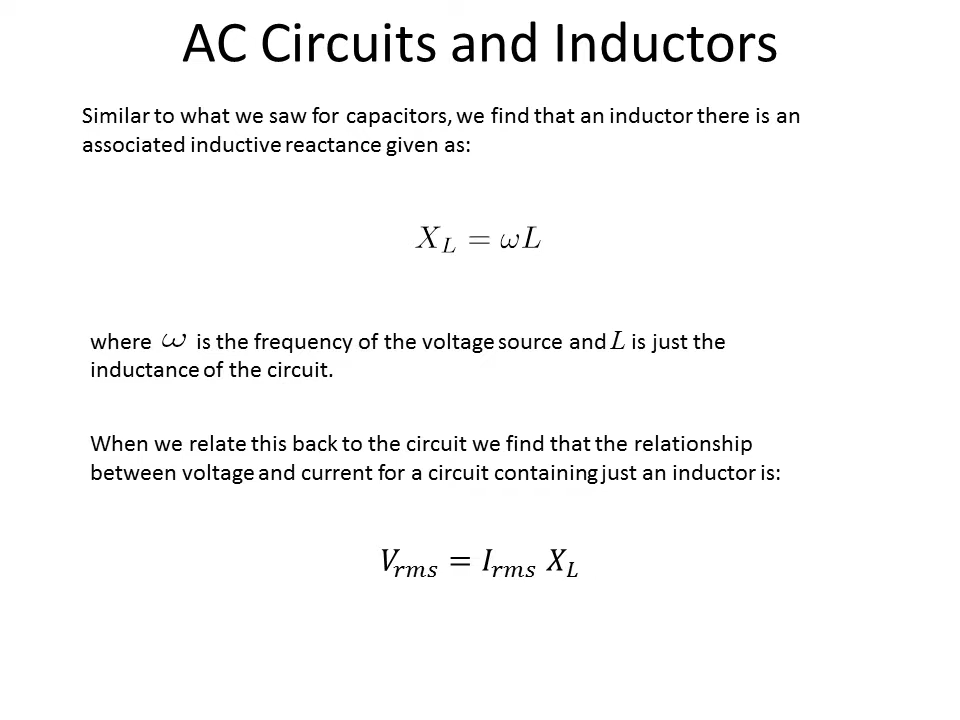 AC Circuits and Inductors
Similar to what we saw for capacitors, we find that an inductor there is an
associated inductive reactance given as:
X_L = ωL
where ω is the frequency of the voltage source and L is just the
inductance of the circuit.
When we relate this back to the circuit we find that the relationship
between voltage and current for a circuit containing just an inductor is:
V_rms = I_rms X_L